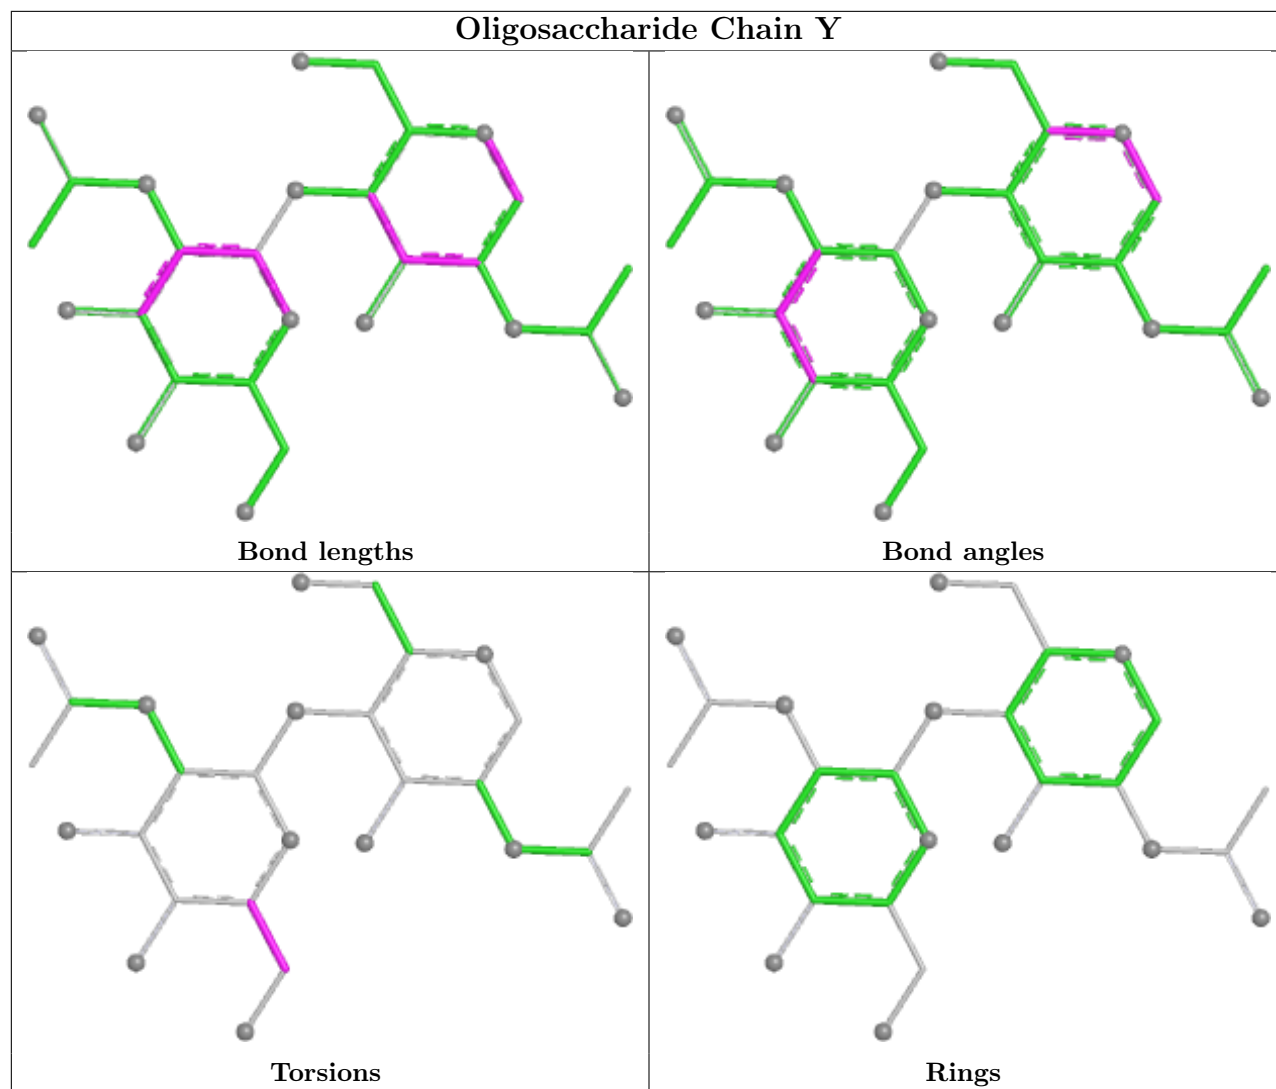 Oligosaccharide Chain Y
Bond lengths
Bond angles
Torsions
Rings